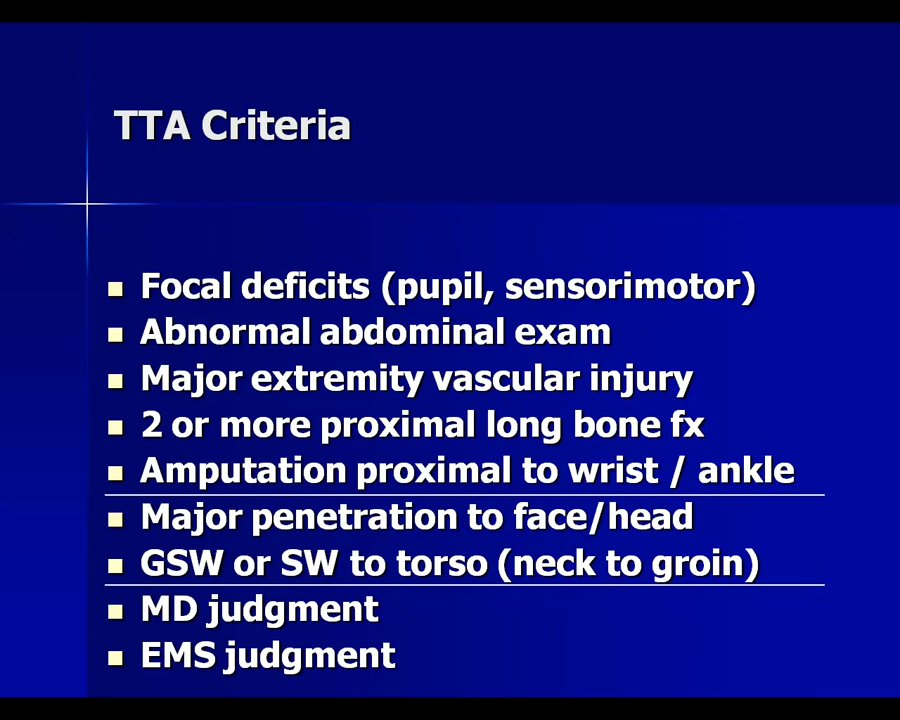 TTA Criteria
Focal deficits (pupil, sensorimotor)
Abnormal abdominal exam
Major extremity vascular injury
2 or more proximal long bone fx
Amputation proximal to wrist / ankle
Major penetration to face/head
GSW or SW to torso (neck to groin)
MD judgment
EMS judgment